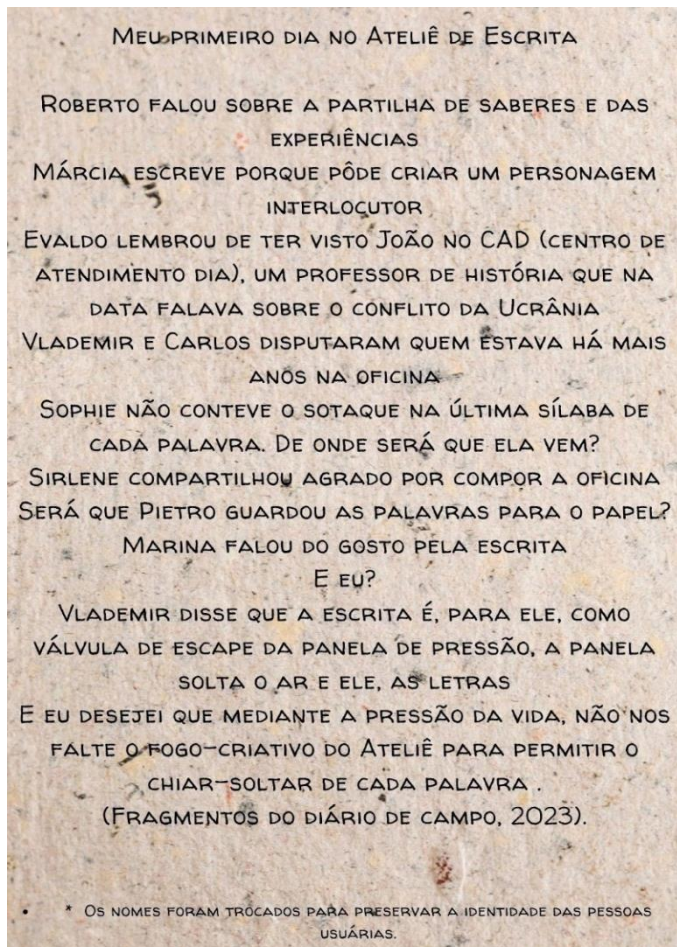 Meu primeiro dia no Ateliê de Escrita
Roberto falou sobre a partilha de saberes e das
experiências
Márcia escreve porque pôde criar um personagem
interlocutor
Evaldo lembrou de ter visto João no CAD (centro de
atendimento dia), um professor de história que na
data falava sobre o conflito da Ucrânia
Vlademir e Carlos disputaram quem estava há mais
anos na oficina
Sophie não conteve o sotaque na última sílaba de
cada palavra. De onde será que ela vem?
Sirlene compartilhou agrado por compor a oficina
Será que Pietro guardou as palavras para o papel?
Marina falou do gosto pela escrita
E eu?
Vlademir disse que a escrita é, para ele, como
válvula de escape da panela de pressão, a panela
solta o ar e ele, as letras
E eu desejei que mediante a pressão da vida, não nos
falte o fogo-criativo do Ateliê para permitir o
chiar-soltar de cada palavra .
(Fragmentos do diário de campo, 2023).
• * Os nomes foram trocados para preservar a identidade das pessoas
usuárias.